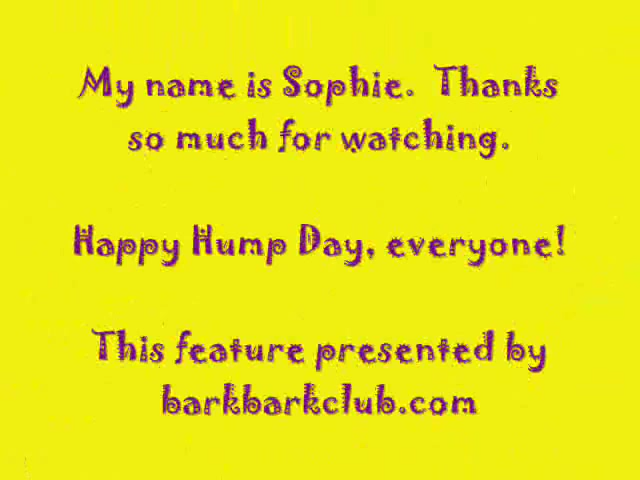 My name is Sophie. Thanks
so much for watching.
Happy Hump Day, everyone!
This feature presented by
barkbarkclub.com